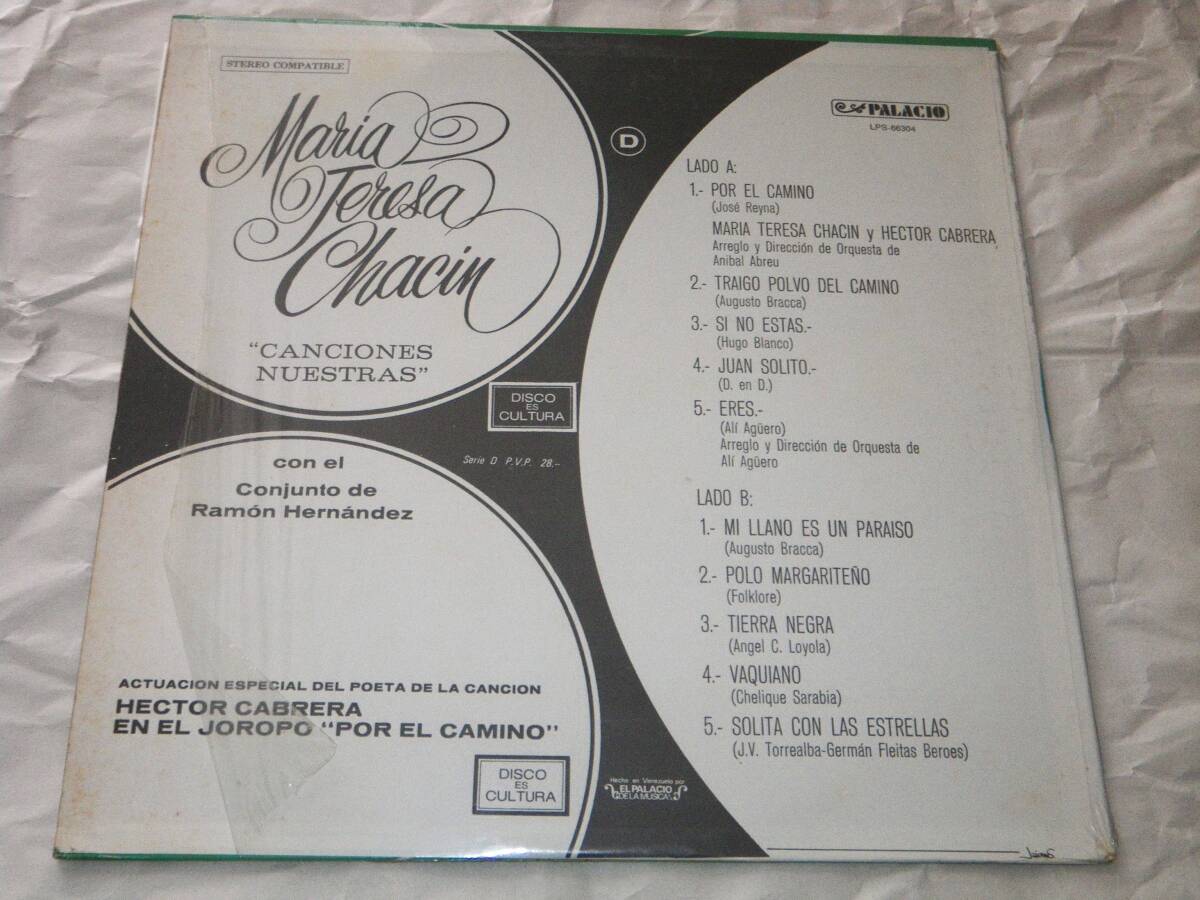 STEREO COMPATIBLE
Maria
Teresa
Chacin
"CANCIONES
NUESTRAS"
con el
Conjunto de
Ramón Hernández
ACTUACION ESPECIAL DEL POETA DE LA CANCION
HECTOR CABRERA
EN EL JOROPO "POR EL CAMINO"
D
DISCO
ES
CULTURA
Serie D P.V.P. 28.-
DISCO
ES
CULTURA
Hecho en Venezuela por
EL PALACIO
DE LA MUSICA
PALACIO
LPS-66304
LADO A:
1.- POR EL CAMINO
(José Reyna)
MARIA TERESA CHACIN y HECTOR CABRERA
Arreglo y Dirección de Orquesta de
Anibal Abreu
2.- TRAIGO POLVO DEL CAMINO
(Augusto Bracca)
3.- SI NO ESTAS.-
(Hugo Blanco)
4.- JUAN SOLITO.-
(D. en D.)
5.- ERES.-
(Alí Agüero)
Arreglo y Dirección de Orquesta de
Alí Agüero
LADO B:
1.- MI LLANO ES UN PARAISO
(Augusto Bracca)
2.- POLO MARGARITEÑO
(Folklore)
3.- TIERRA NEGRA
(Angel C. Loyola)
4.- VAQUIANO
(Chelique Sarabia)
5.- SOLITA CON LAS ESTRELLAS
(J.V. Torrealba-Germán Fleitas Beroes)